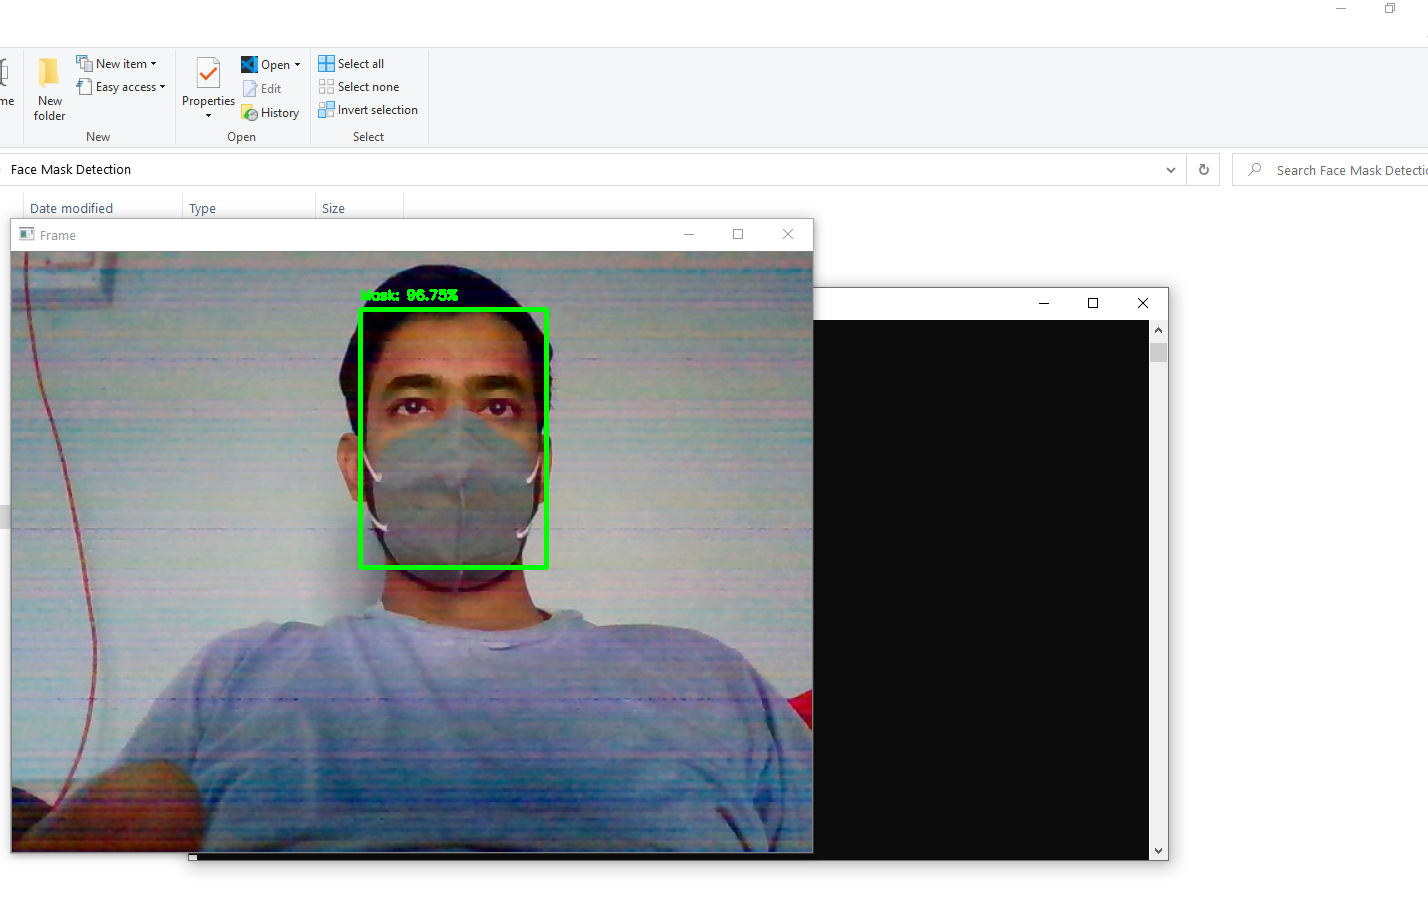 me
New
folder
New item
Easy access
New
Properties
Open
Edit
History
Open
Select all
Select none
Invert selection
Select
Face Mask Detection
Search Face Mask Detectio
Date modified
Type
Size
Frame
Mask: 96.75%